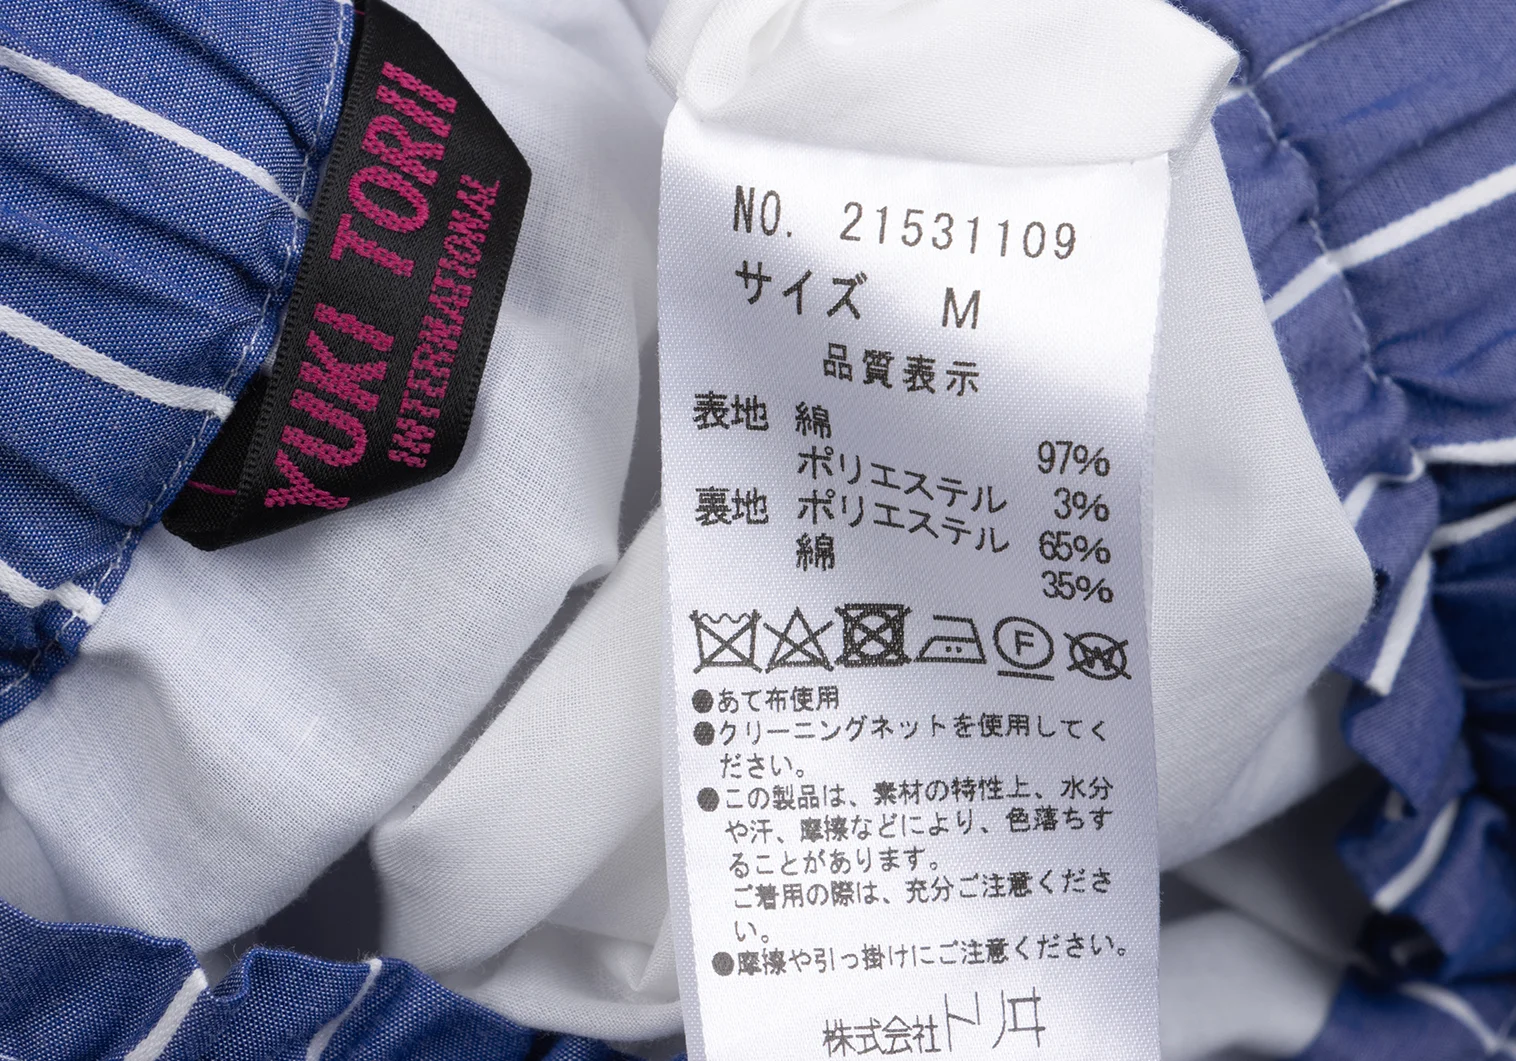 YUKI TORII
INTERNATIONAL
NO. 21531109
サイズ M
品質表示
表地 綿 97%
ポリエステル 3%
裏地 ポリエステル 65%
綿 35%
F
W
●あて布使用
●クリーニングネットを使用してく
ださい。
●この製品は、素材の特性上、水分
や汗、摩擦などにより、色落ちす
ることがあります。
ご着用の際は、充分ご注意くださ
い。
●摩擦や引っ掛けにご注意ください。
株式会社トリヰ